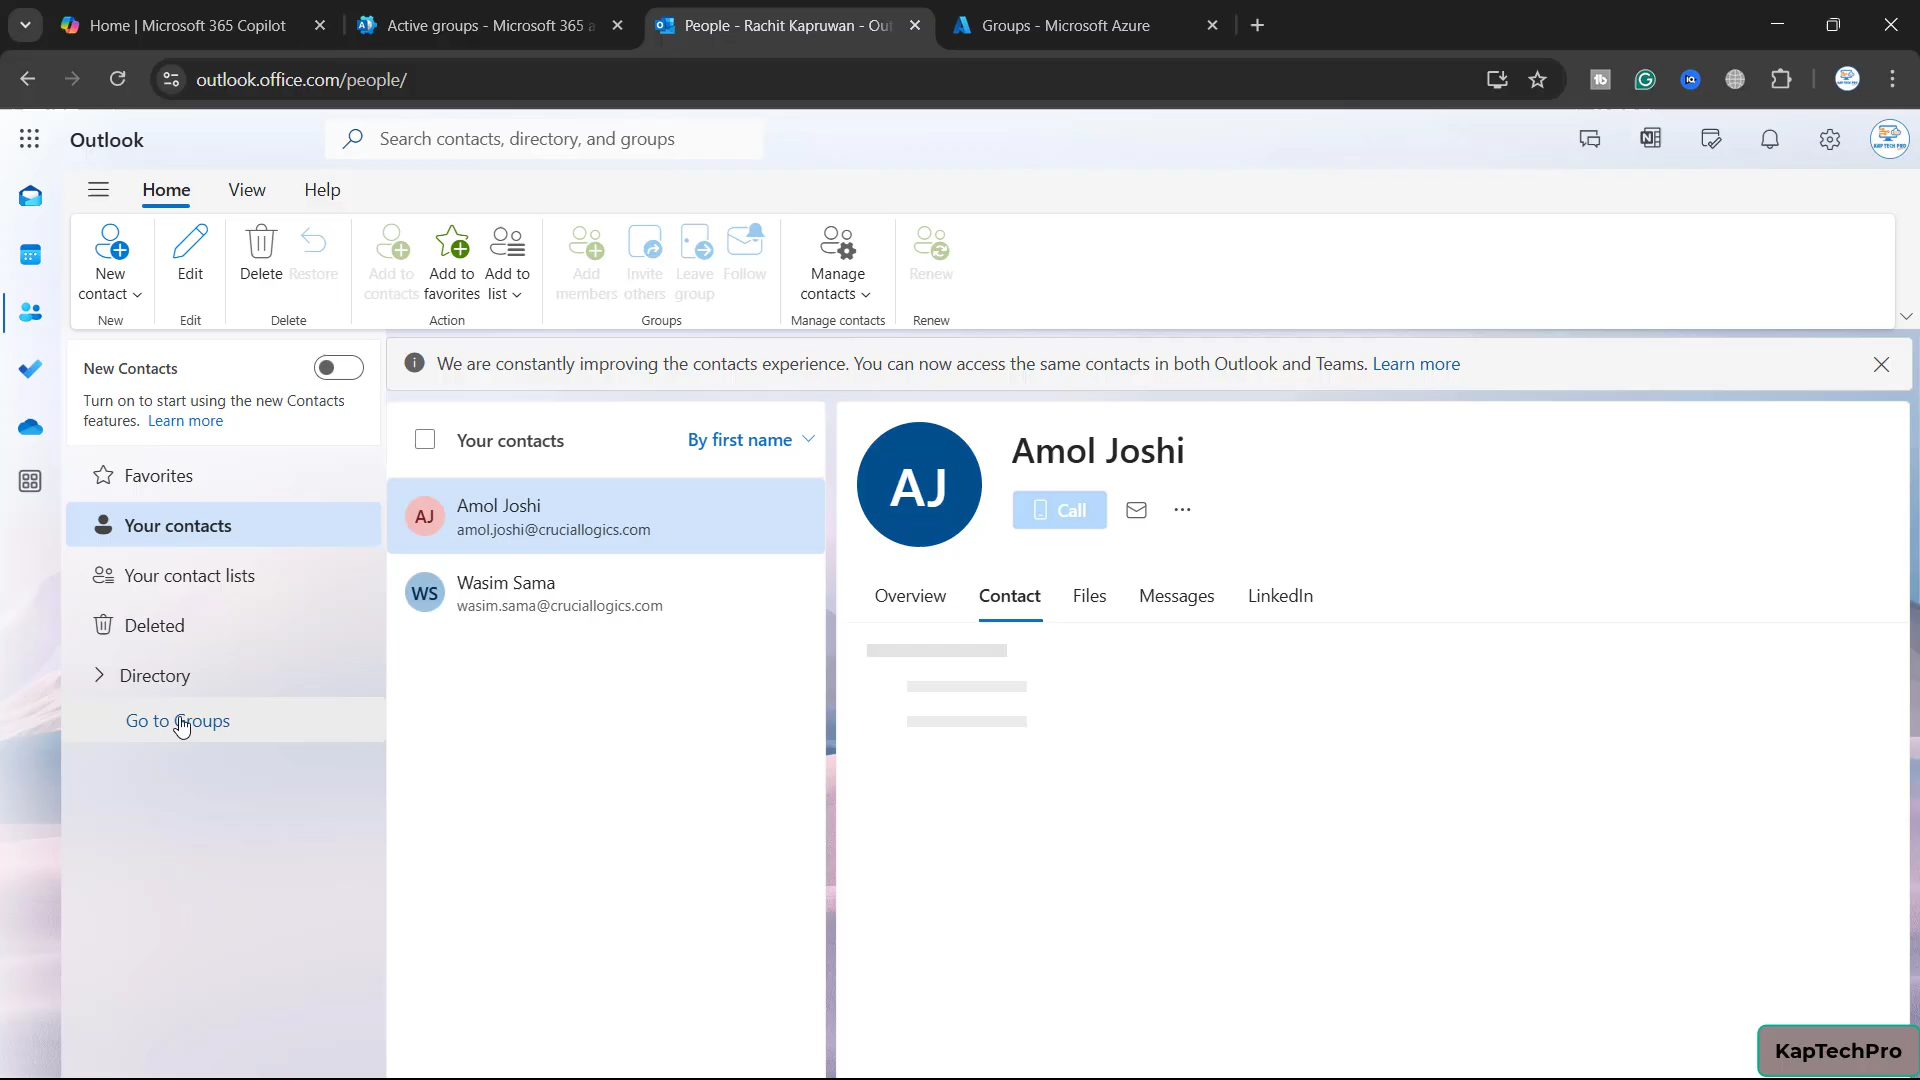 Home | Microsoft 365 Copilot
Active groups - Microsoft 365 a
People - Rachit Kapruwan - Out
Groups - Microsoft Azure
outlook.office.com/people/
Outlook
Search contacts, directory, and groups
KAP TECH PRO
Home
View
Help
New contact
Edit
Delete
Restore
Add to contacts
Add to favorites
Add to list
Add members
Invite others
Leave group
Follow
Manage contacts
Renew
New
Edit
Delete
Action
Groups
Manage contacts
Renew
New Contacts
Turn on to start using the new Contacts
features. Learn more
We are constantly improving the contacts experience. You can now access the same contacts in both Outlook and Teams. Learn more
Favorites
Your contacts
Your contact lists
Deleted
Directory
Go to Groups
Your contacts
By first name
AJ
Amol Joshi
amol.joshi@cruciallogics.com
WS
Wasim Sama
wasim.sama@cruciallogics.com
AJ
Amol Joshi
Call
Overview
Contact
Files
Messages
LinkedIn
KapTechPro